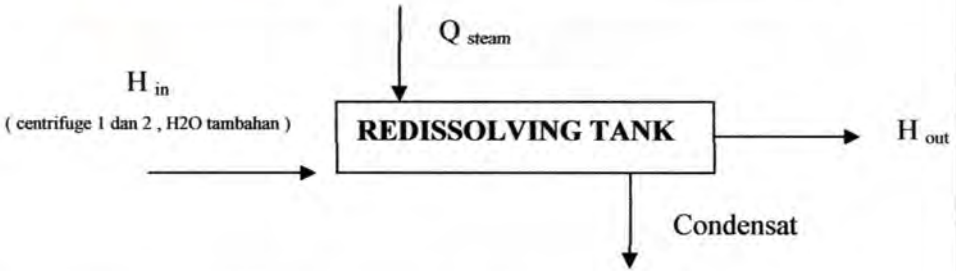 Q steam
H in
( centrifuge 1 dan 2 , H2O tambahan )
REDISSOLVING TANK
H out
Condensat